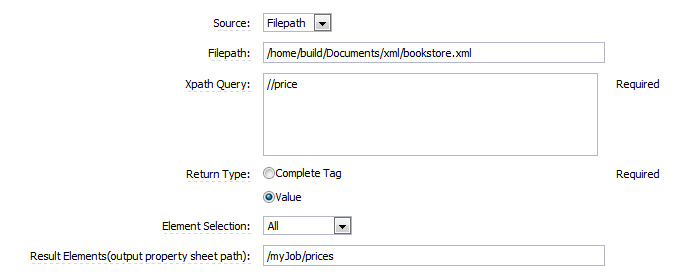 Source: Filepath
Filepath: /home/build/Documents/xml/bookstore.xml
Xpath Query: //price Required
Return Type: Complete Tag Required
Value
Element Selection: All
Result Elements(output property sheet path): /myJob/prices